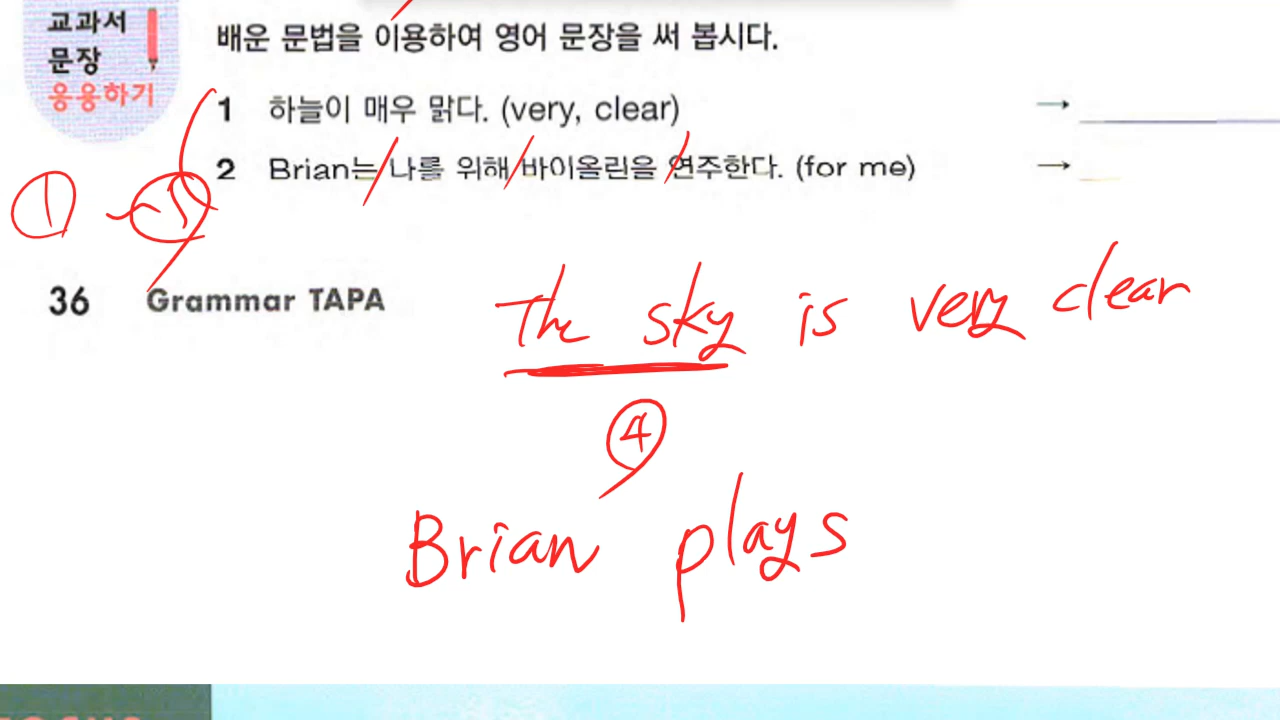 교과서
문장
응용하기
배운 문법을 이용하여 영어 문장을 써 봅시다.
1 하늘이 매우 맑다. (very, clear) →
2 Brian는 나를 위해 바이올린을 연주한다. (for me) →
①
36 Grammar TAPA
The sky is very clear
④
Brian plays